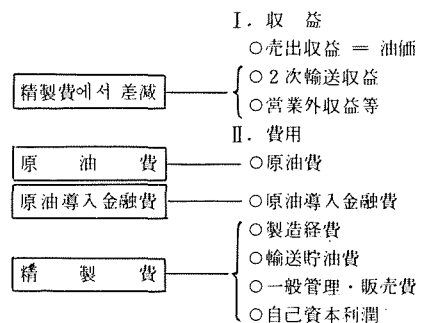 I. 収 益
○売出収益 = 油価
精製費에서 差減
○2次輸送収益
○営業外収益等
II. 費用
原 油 費
○原油費
原油導入金融費
○原油導入金融費
精 製 費
○製造経費
○輸送貯油費
○一般管理・販売費
○自己資本利潤